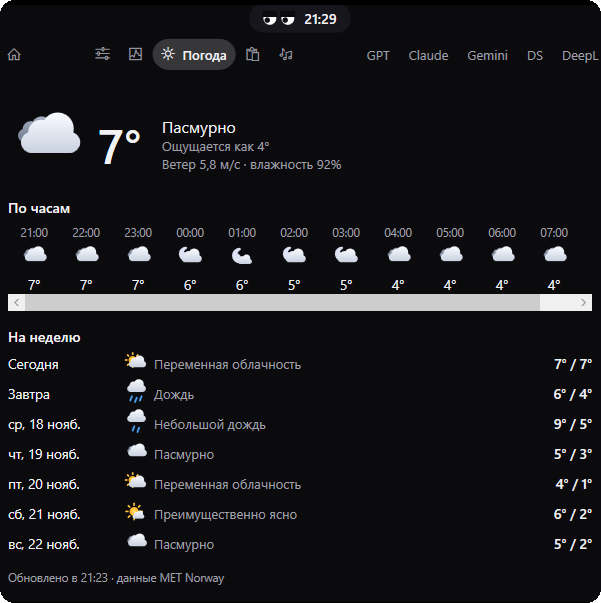 21:29
Погода GPT Claude Gemini DS DeepL
7°
Пасмурно
Ощущается как 4°
Ветер 5,8 м/с · влажность 92%
По часам
21:00 22:00 23:00 00:00 01:00 02:00 03:00 04:00 05:00 06:00 07:00
7° 7° 7° 6° 6° 5° 5° 4° 4° 4° 4°
На неделю
Сегодня Переменная облачность 7° / 7°
Завтра Дождь 6° / 4°
ср, 18 нояб. Небольшой дождь 9° / 5°
чт, 19 нояб. Пасмурно 5° / 3°
пт, 20 нояб. Переменная облачность 4° / 1°
сб, 21 нояб. Преимущественно ясно 6° / 2°
вс, 22 нояб. Пасмурно 5° / 2°
Обновлено в 21:23 · данные MET Norway